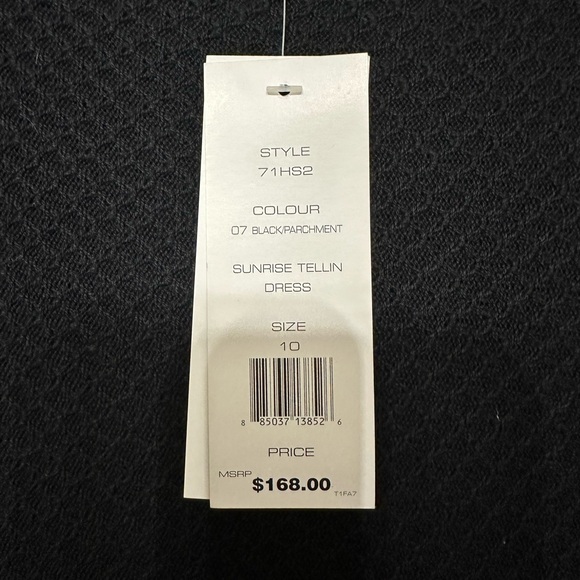 STYLE
71HS2
COLOUR
07 BLACK/PARCHMENT
SUNRISE TELLIN
DRESS
SIZE
10
8 85037 13852 6
PRICE
MSRP $168.00
T1FA7